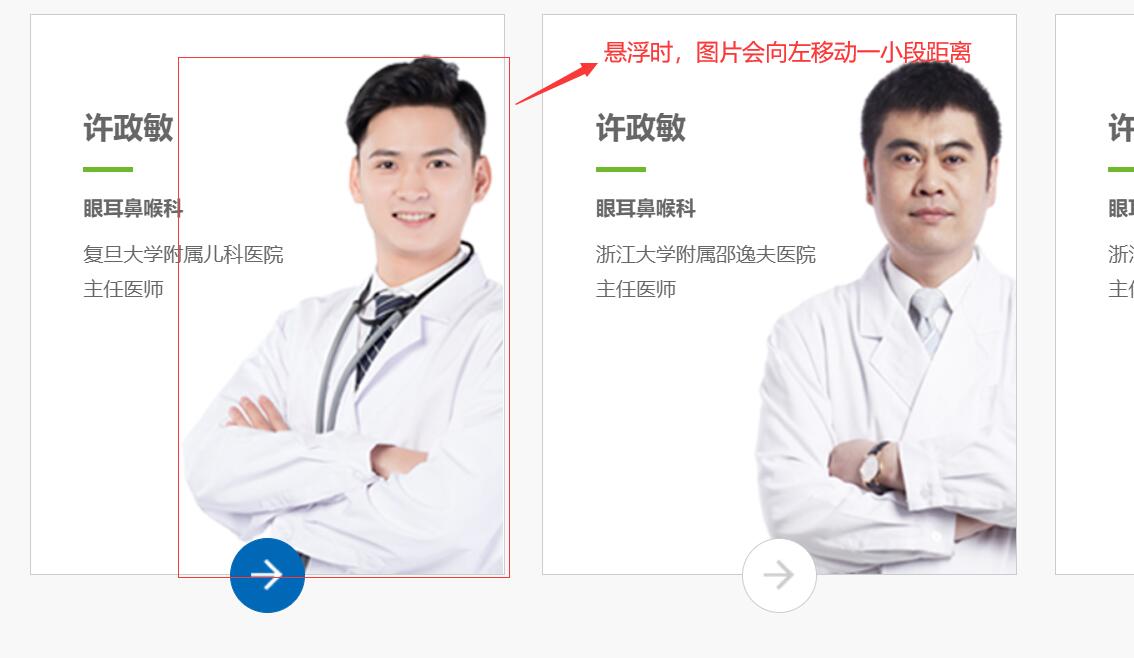 悬浮时，图片会向左移动一小段距离
许政敏
眼耳鼻喉科
复旦大学附属儿科医院
主任医师
许政敏
眼耳鼻喉科
浙江大学附属邵逸夫医院
主任医师
许
眼
浙
主